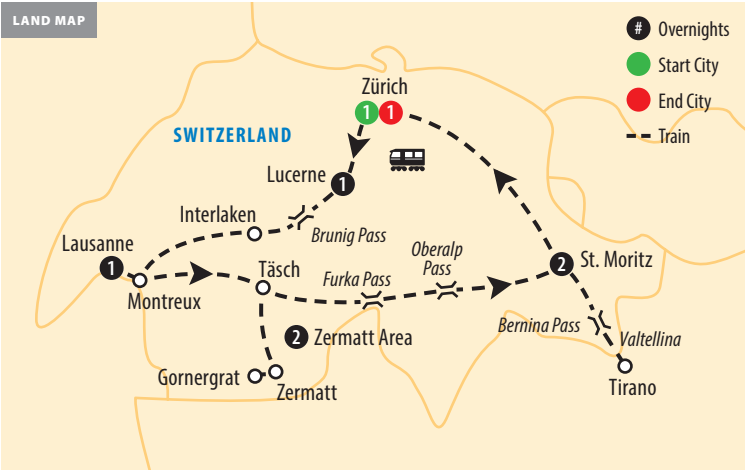 LAND MAP
# Overnights
Start City
End City
Train
Zürich
1 1
SWITZERLAND
Lucerne
1
Interlaken
Brunig Pass
Lausanne
1
Montreux
Täsch
Furka Pass
Oberalp
Pass
2
St. Moritz
Bernina Pass
Valtellina
Tirano
2 Zermatt Area
Gornergrat
Zermatt